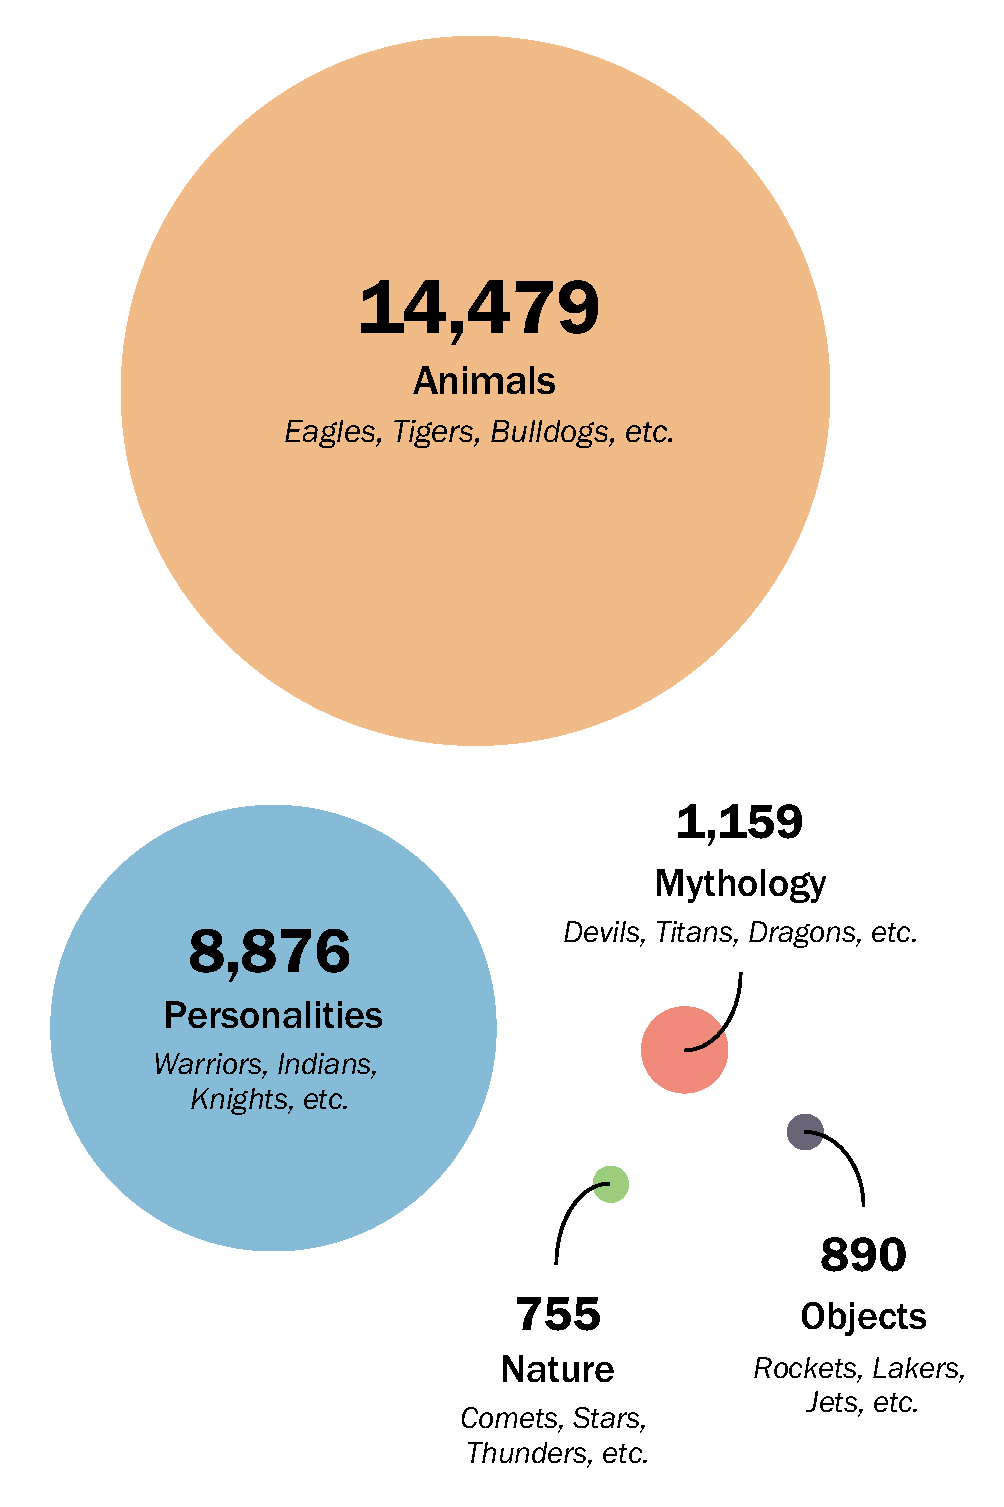 14,479
Animals
Eagles, Tigers, Bulldogs, etc.
8,876
Personalities
Warriors, Indians,
Knights, etc.
1,159
Mythology
Devils, Titans, Dragons, etc.
755
Nature
Comets, Stars,
Thunders, etc.
890
Objects
Rockets, Lakers,
Jets, etc.